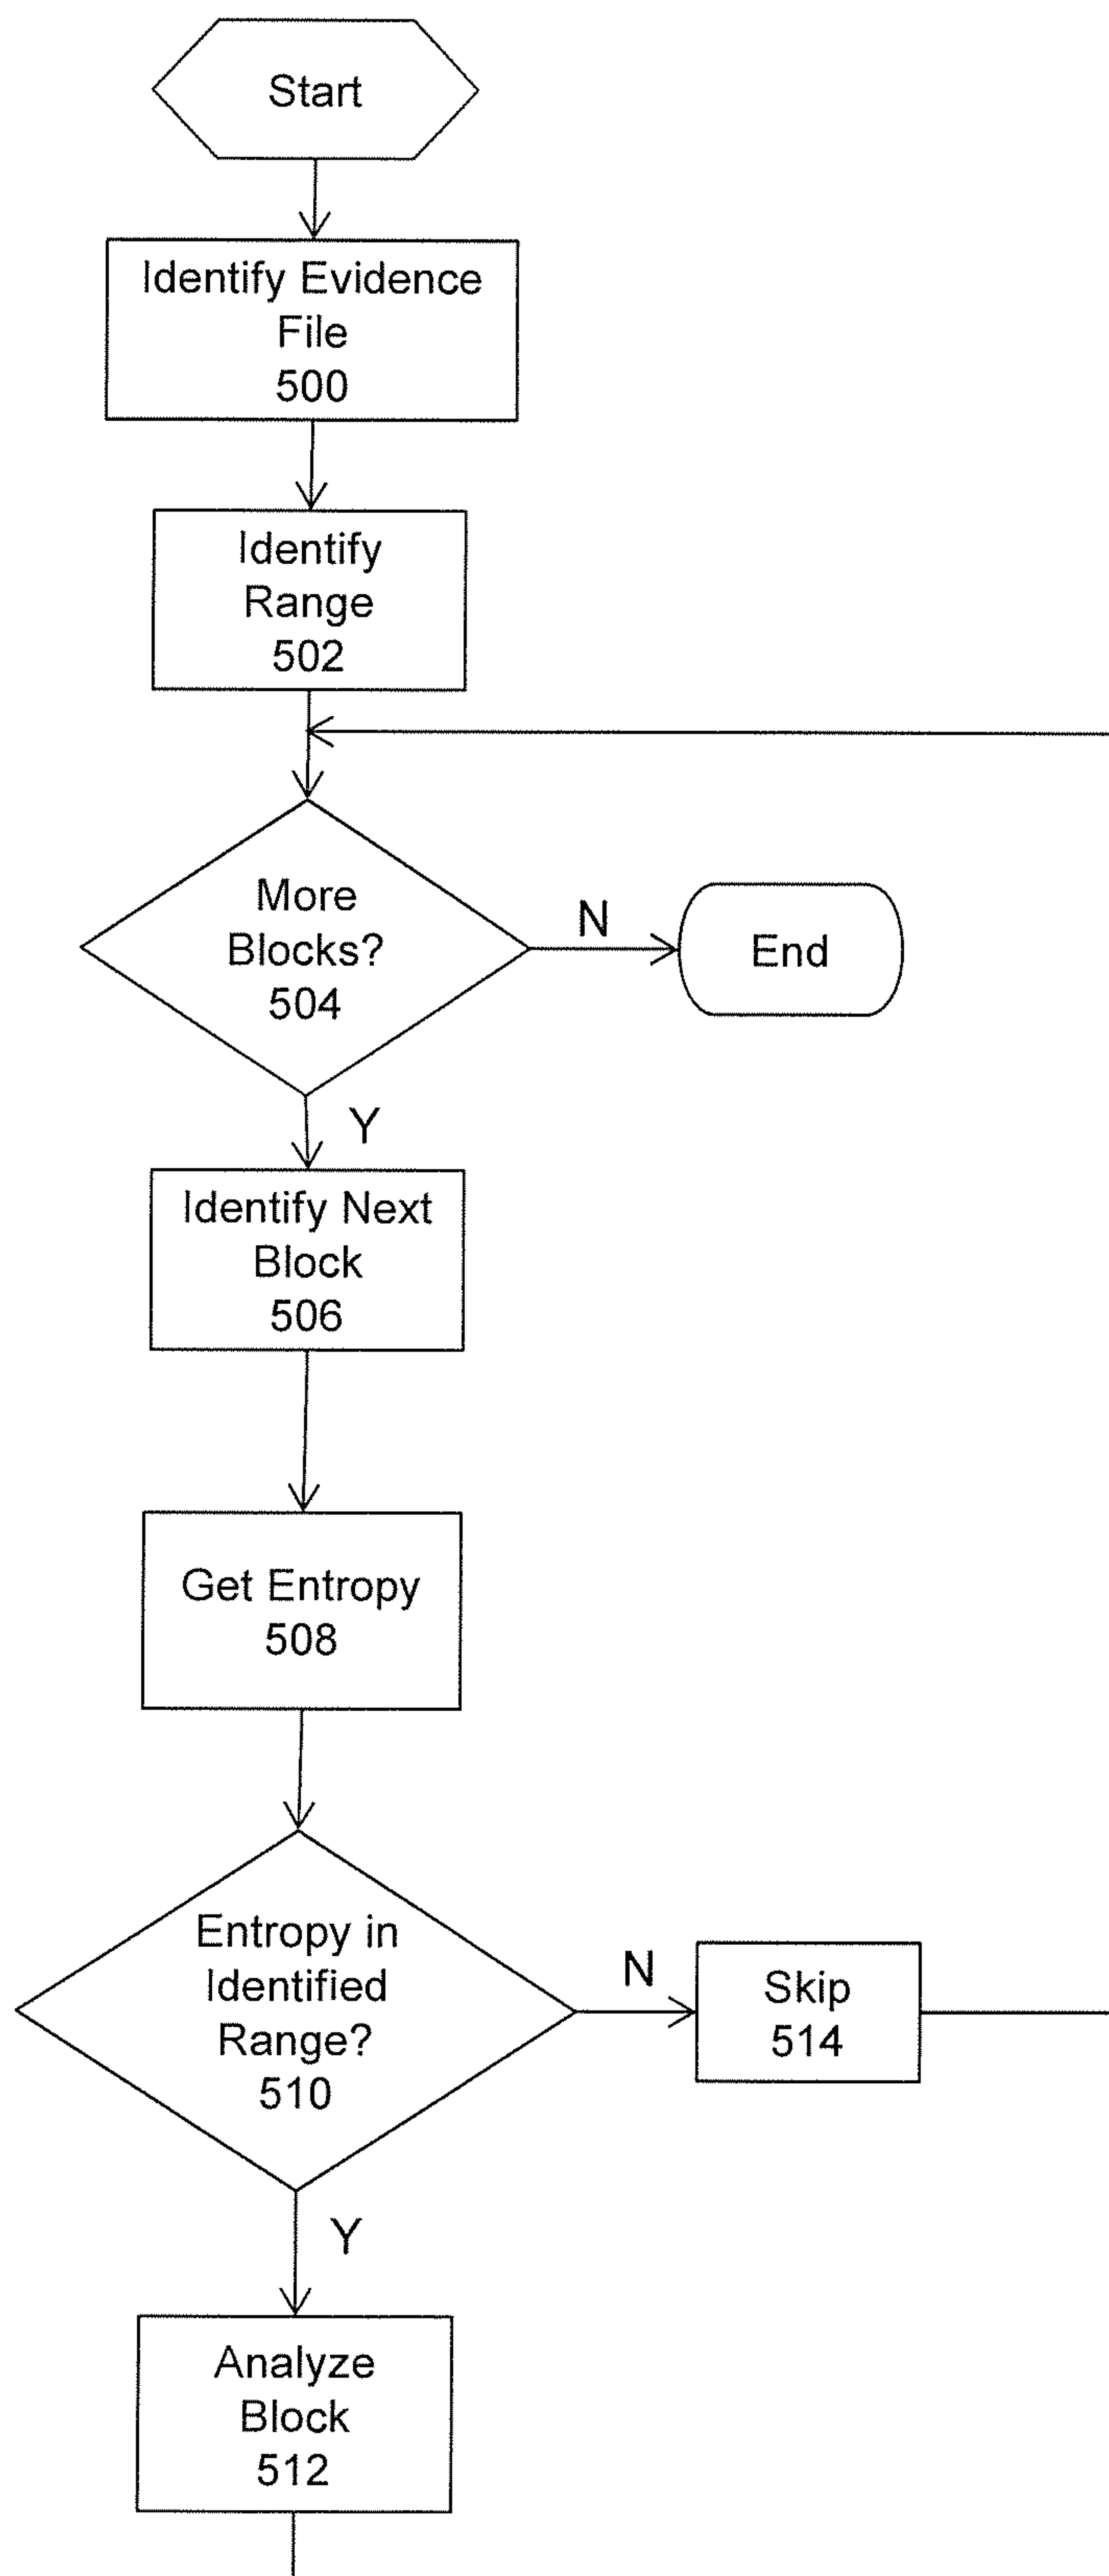 Start
Identify Evidence
File
500
Identify
Range
502
More
Blocks?
504
N
End
Y
Identify Next
Block
506
Get Entropy
508
Entropy in
Identified
Range?
510
N
Skip
514
Y
Analyze
Block
512